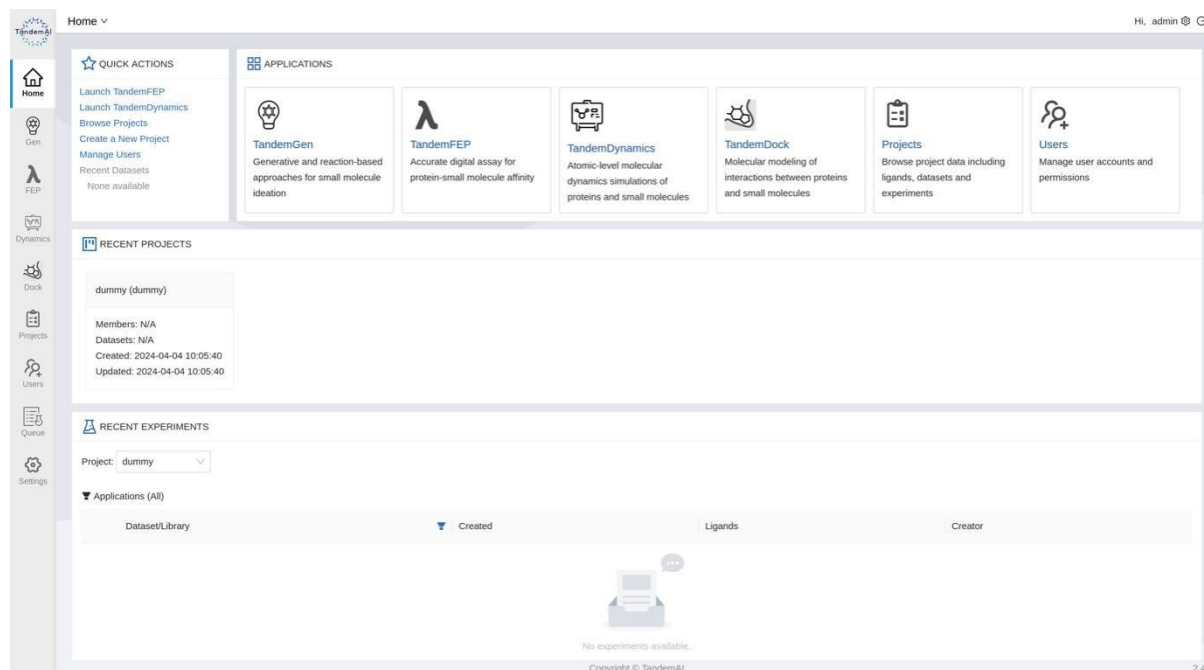 TandemAI
Home
Hi, admin
Home
Gen
FEP
Dynamics
Dock
Projects
Users
Queue
Settings
QUICK ACTIONS
Launch TandemFEP
Launch TandemDynamics
Browse Projects
Create a New Project
Manage Users
Recent Datasets
None available
APPLICATIONS
TandemGen
Generative and reaction-based
approaches for small molecule
ideation
λ
TandemFEP
Accurate digital assay for
protein-small molecule affinity
TandemDynamics
Atomic-level molecular
dynamics simulations of
proteins and small molecules
TandemDock
Molecular modeling of
interactions between proteins
and small molecules
Projects
Browse project data including
ligands, datasets and
experiments
Users
Manage user accounts and
permissions
RECENT PROJECTS
dummy (dummy)
Members: N/A
Datasets: N/A
Created: 2024-04-04 10:05:40
Updated: 2024-04-04 10:05:40
RECENT EXPERIMENTS
Project: dummy
Applications (All)
Dataset/Library Created Ligands Creator
No experiments available.
Copyright © TandemAI